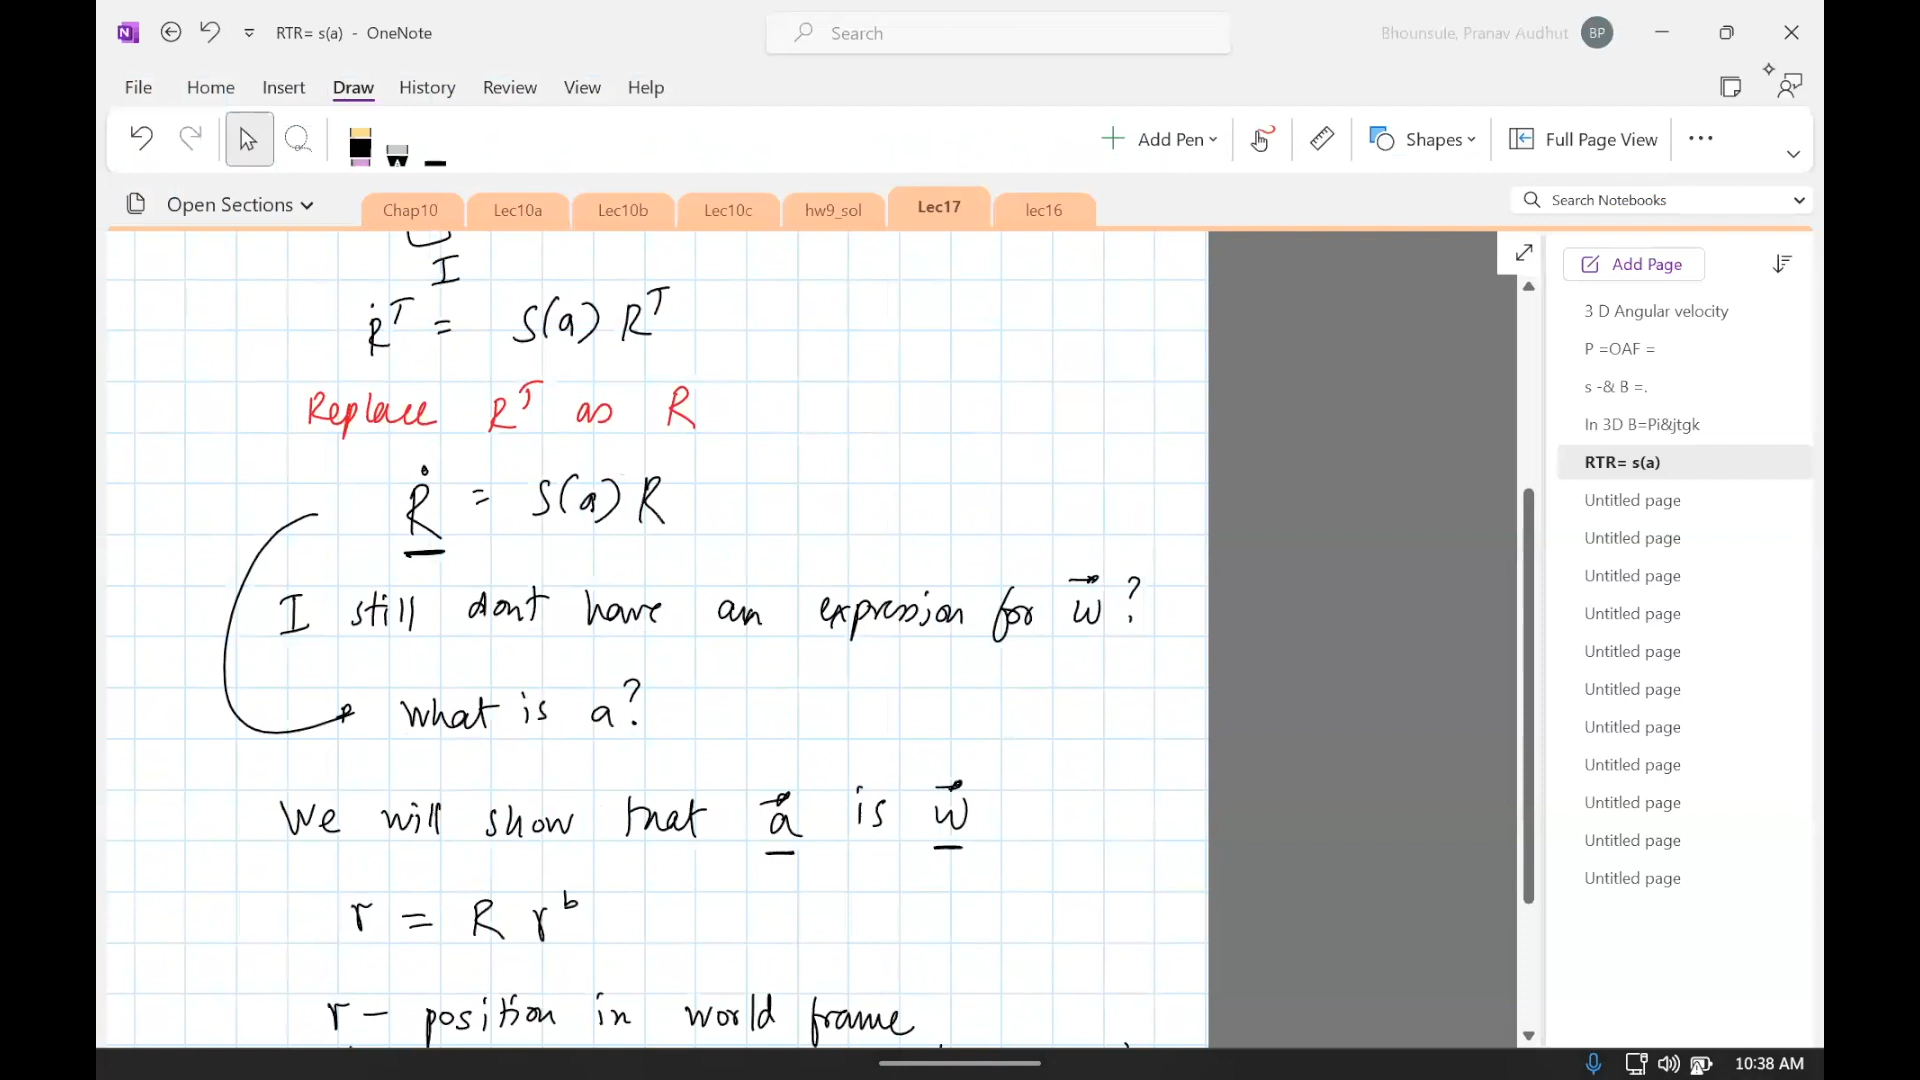 RTR= s(a) - OneNote
Search
Bhounsule, Pranav Audhut
BP
File Home Insert Draw History Review View Help
Add Pen
Shapes
Full Page View
Open Sections
Chap10
Lec10a
Lec10b
Lec10c
hw9_sol
Lec17
lec16
Search Notebooks
I
Ṙᵀ = S(a) Rᵀ
Replace Rᵀ as R
Ṙ = S(a) R
I still dont have an expression for w⃗ ?
What is a?
We will show that a⃗ is w⃗
r = R rᵇ
r - position in world frame
Add Page
3 D Angular velocity
P =OAF =
s -& B =.
In 3D B=Pi&jtgk
RTR= s(a)
Untitled page
Untitled page
Untitled page
Untitled page
Untitled page
Untitled page
Untitled page
Untitled page
Untitled page
Untitled page
Untitled page
10:38 AM